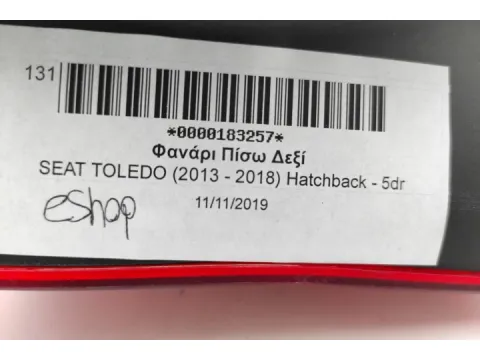 131
*0000183257*
Φανάρι Πίσω Δεξί
SEAT TOLEDO (2013 - 2018) Hatchback - 5dr
eshop
11/11/2019